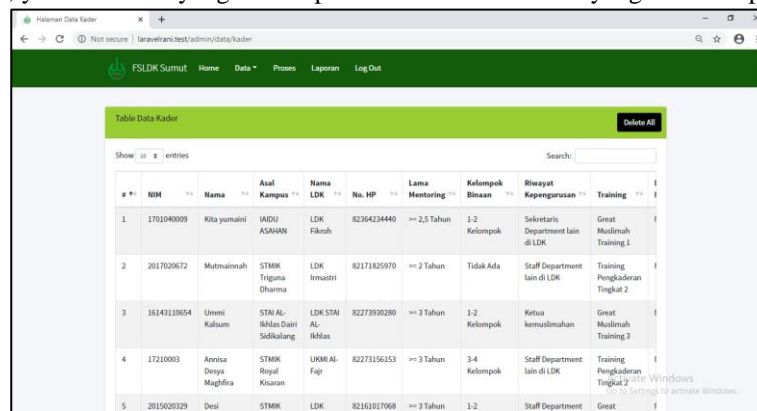 Halaman Data Kader
Not secure | laravelrani.test/admin/data/kader
FSLDK Sumut Home Data Proses Laporan Log Out
Table Data Kader Delete All
Show 10 entries Search:
# NIM Nama Asal Kampus Nama LDK No. HP Lama Mentoring Kelompok Binaan Riwayat Kepengurusan Training
1 1701040009 Kita yumaini IAIDU ASAHAN LDK Fikroh 82364234440 >= 2,5 Tahun 1-2 Kelompok Sekretaris Department lain di LDK Great Muslimah Training 1
2 2017020672 Mutmainnah STMIK Triguna Dharma LDK Irmastri 82171825970 >= 2 Tahun Tidak Ada Staff Department lain di LDK Training Pengkaderan Tingkat 2
3 16143110654 Ummi Kalsum STAI AL-Ikhlas Dairi Sidikalang LDK STAI AL-Ikhlas 82273930280 >= 3 Tahun 1-2 Kelompok Ketua kemuslimahan Great Muslimah Training 3
4 17210003 Annisa Desya Maghfira STMIK Royal Kisaran UKMI Al-Fajr 82273156153 >= 3 Tahun 3-4 Kelompok Staff Department lain di LDK Training Pengkaderan Tingkat 2
5 2015020329 Desi STMIK LDK 82161017068 >= 3 Tahun 1-2 Staff Department Great
Activate Windows
Go to Settings to activate Windows.